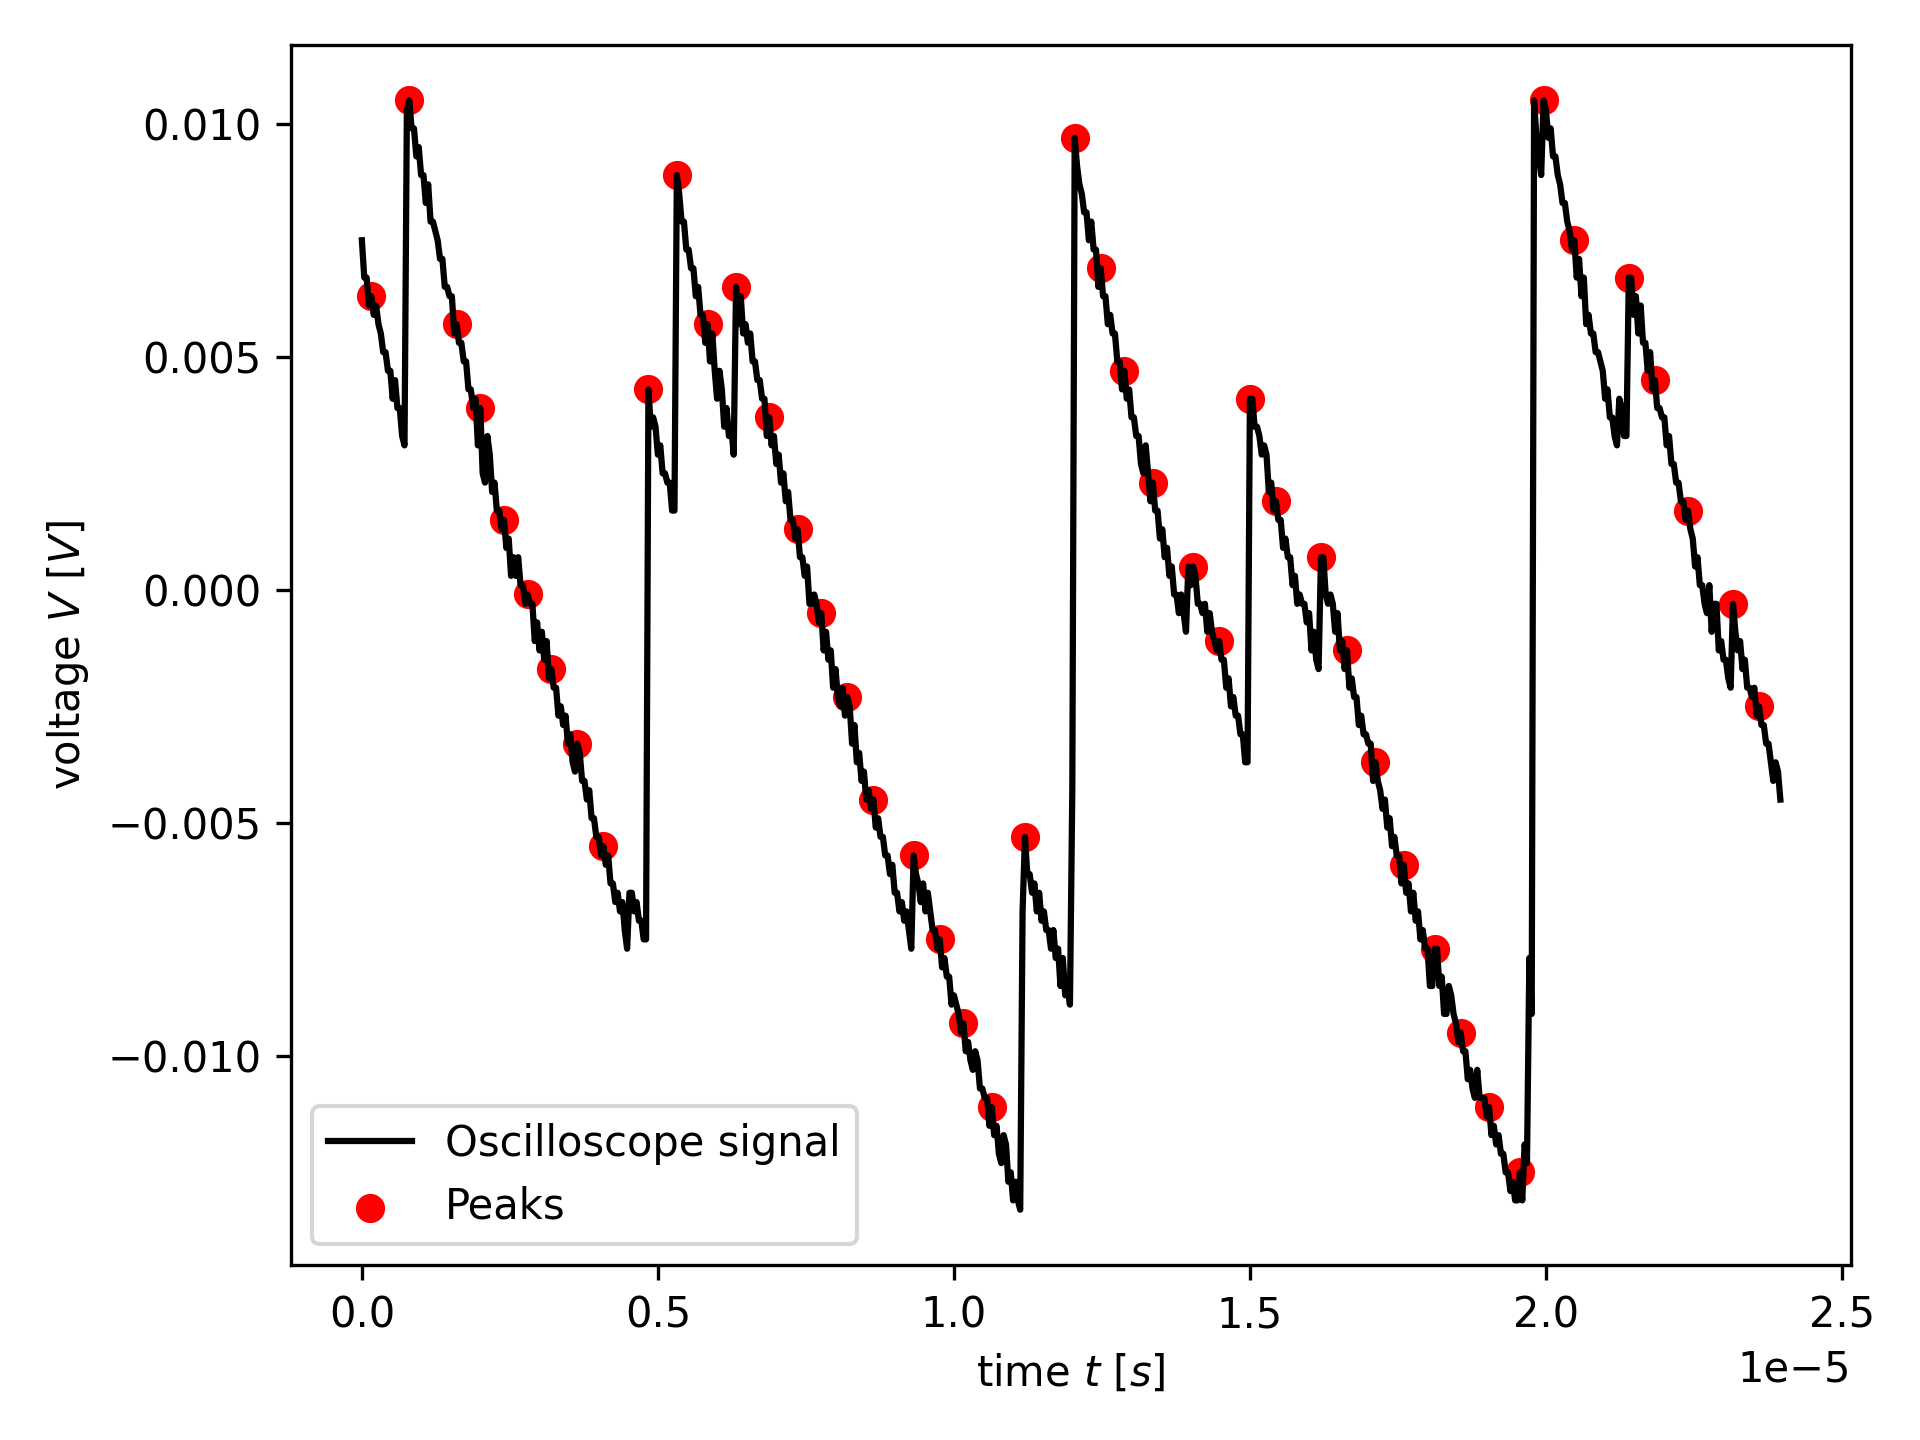 0.010
0.005
0.000
−0.005
−0.010
voltage V [V]
Oscilloscope signal
Peaks
0.0 0.5 1.0 1.5 2.0 2.5
time t [s]
1e−5